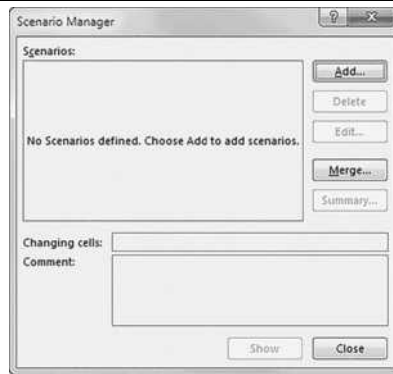 Scenario Manager
Scenarios:
No Scenarios defined. Choose Add to add scenarios.
Add...
Delete
Edit...
Merge...
Summary...
Changing cells:
Comment:
Show
Close